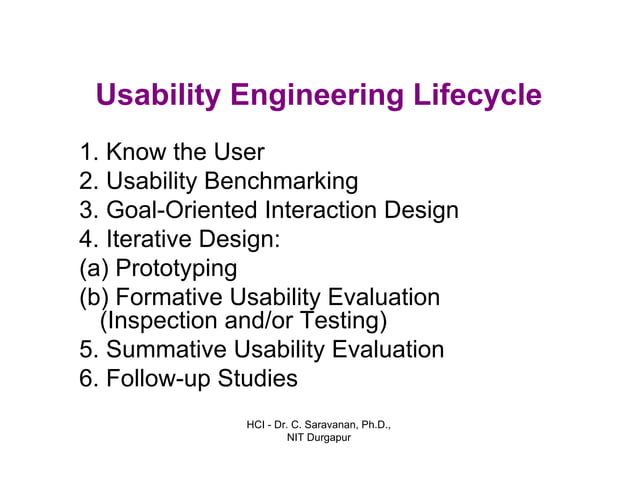 Usability Engineering Lifecycle
1. Know the User
2. Usability Benchmarking
3. Goal-Oriented Interaction Design
4. Iterative Design:
(a) Prototyping
(b) Formative Usability Evaluation
(Inspection and/or Testing)
5. Summative Usability Evaluation
6. Follow-up Studies
HCI - Dr. C. Saravanan, Ph.D.,
NIT Durgapur